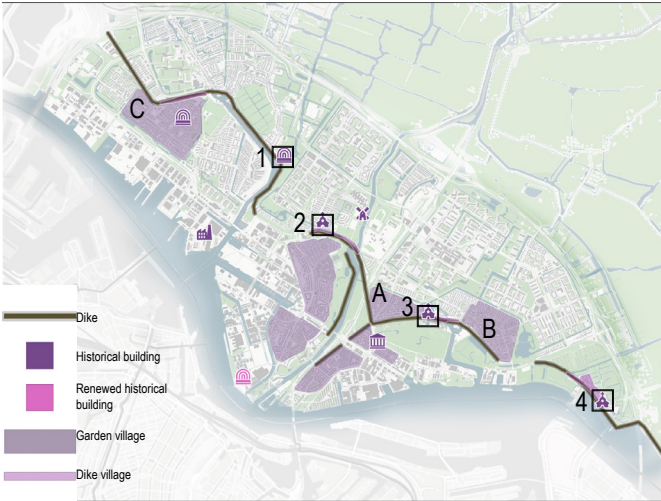 C
1
2
A
3
B
4
Dike
Historical building
Renewed historical
building
Garden village
Dike village